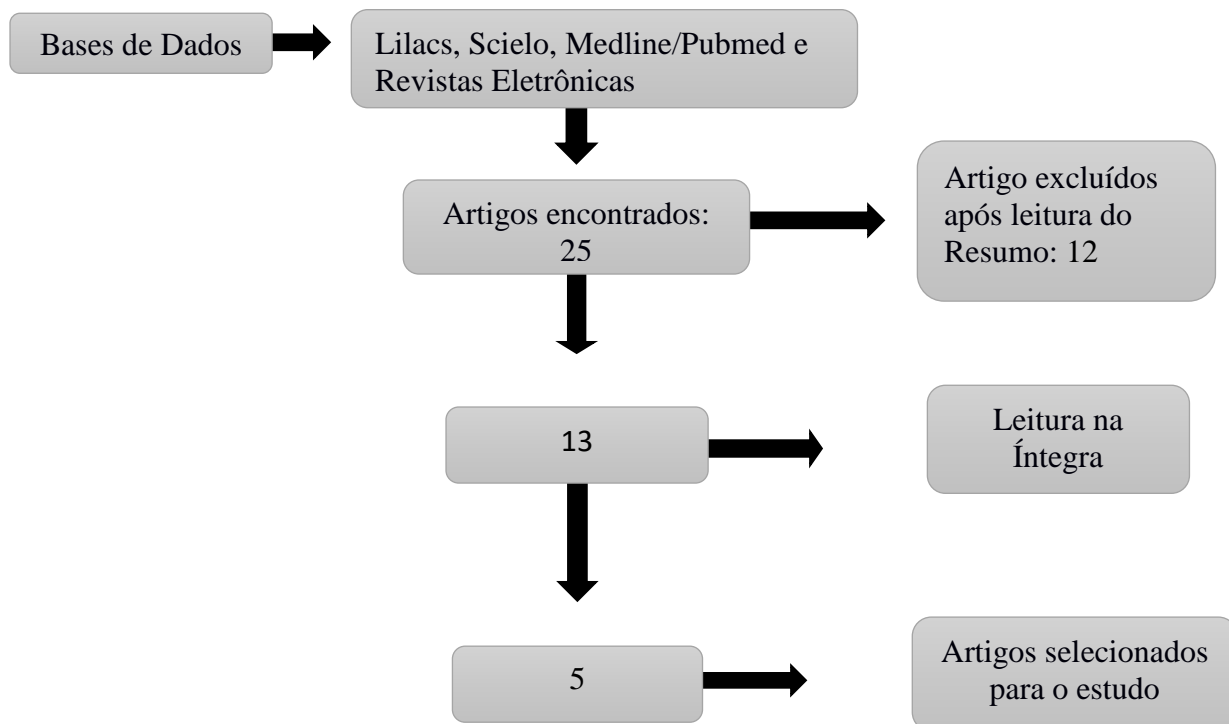 Bases de Dados
Lilacs, Scielo, Medline/Pubmed e
Revistas Eletrônicas
Artigos encontrados:
25
Artigo excluídos
após leitura do
Resumo: 12
13
Leitura na
Íntegra
5
Artigos selecionados
para o estudo